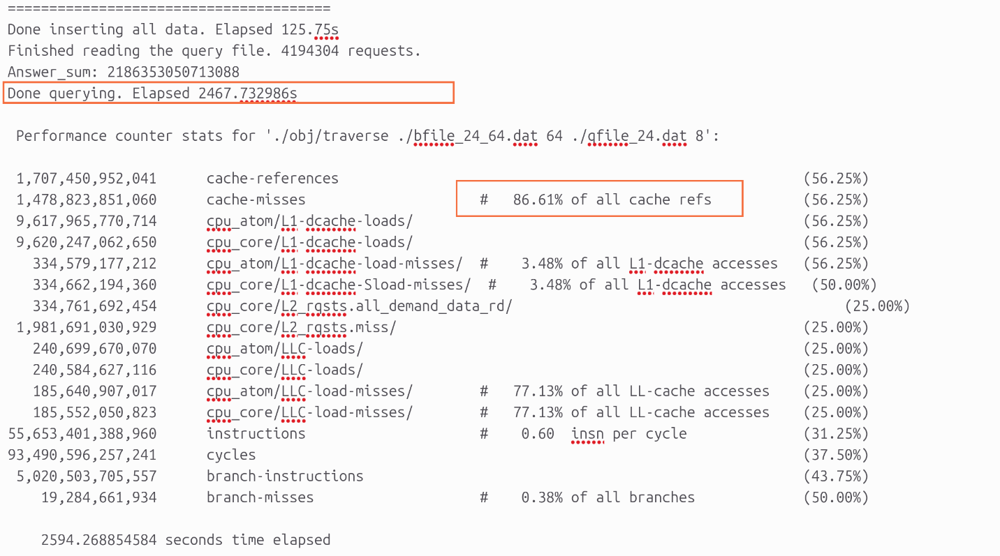 =======================================
Done inserting all data. Elapsed 125.75s
Finished reading the query file. 4194304 requests.
Answer_sum: 2186353050713088
Done querying. Elapsed 2467.732986s
Performance counter stats for './obj/traverse ./bfile_24_64.dat 64 ./qfile_24.dat 8':
1,707,450,952,041 cache-references (56.25%)
1,478,823,851,060 cache-misses # 86.61% of all cache refs (56.25%)
9,617,965,770,714 cpu_atom/L1-dcache-loads/ (56.25%)
9,620,247,062,650 cpu_core/L1-dcache-loads/ (56.25%)
334,579,177,212 cpu_atom/L1-dcache-load-misses/ # 3.48% of all L1-dcache accesses (56.25%)
334,662,194,360 cpu_core/L1-dcache-Sload-misses/ # 3.48% of all L1-dcache accesses (50.00%)
334,761,692,454 cpu_core/L2_rqsts.all_demand_data_rd/ (25.00%)
1,981,691,030,929 cpu_core/L2_rqsts.miss/ (25.00%)
240,699,670,070 cpu_atom/LLC-loads/ (25.00%)
240,584,627,116 cpu_core/LLC-loads/ (25.00%)
185,640,907,017 cpu_atom/LLC-load-misses/ # 77.13% of all LL-cache accesses (25.00%)
185,552,050,823 cpu_core/LLC-load-misses/ # 77.13% of all LL-cache accesses (25.00%)
55,653,401,388,960 instructions # 0.60 insn per cycle (31.25%)
93,490,596,257,241 cycles (37.50%)
5,020,503,705,557 branch-instructions (43.75%)
19,284,661,934 branch-misses # 0.38% of all branches (50.00%)
2594.268854584 seconds time elapsed